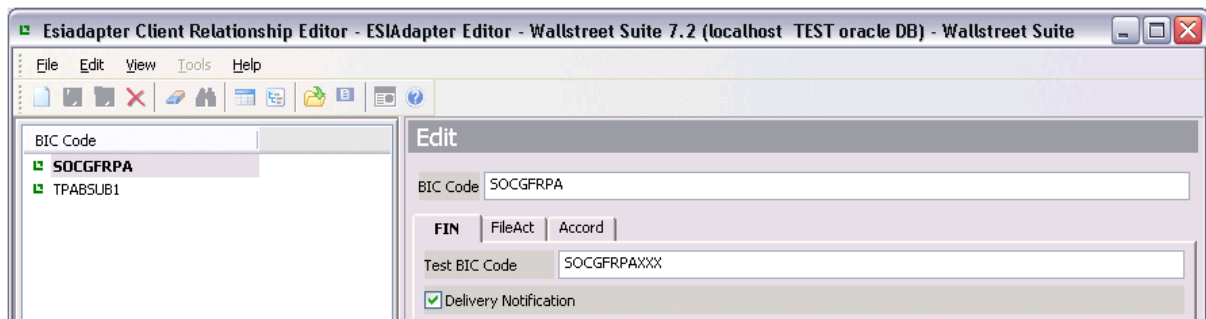 Esiadapter Client Relationship Editor - ESIAdapter Editor - Wallstreet Suite 7.2 (localhost TEST oracle DB) - Wallstreet Suite
File Edit View Tools Help
BIC Code
SOCGFRPA
TPABSUB1
Edit
BIC Code SOCGFRPA
FIN FileAct Accord
Test BIC Code SOCGFRPAXXX
Delivery Notification